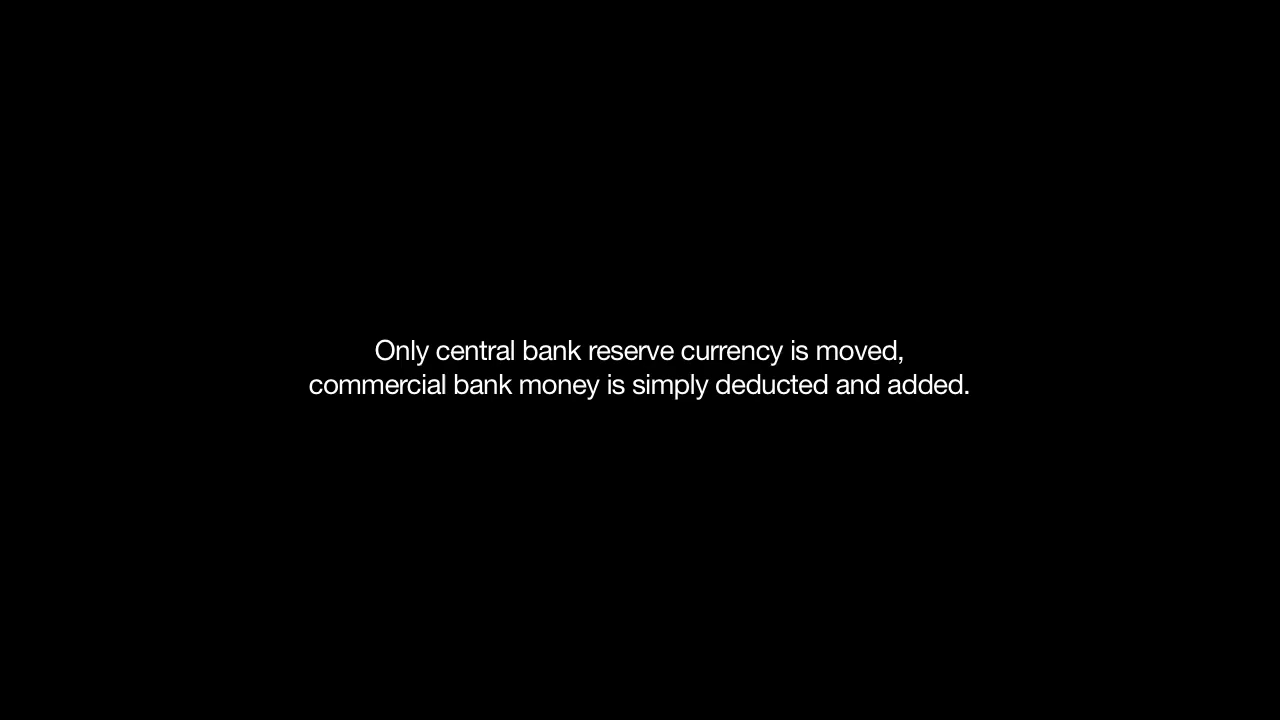 Only central bank reserve currency is moved,
commercial bank money is simply deducted and added.